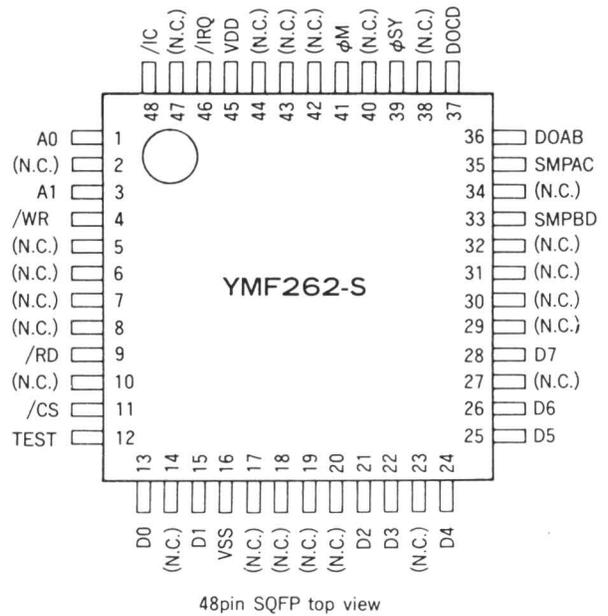 /IC (N.C.) /IRQ VDD (N.C.) (N.C.) (N.C.) φM (N.C.) φSY (N.C.) DOCD
48 47 46 45 44 43 42 41 40 39 38 37
A0 1 36 DOAB
(N.C.) 2 35 SMPAC
A1 3 34 (N.C.)
/WR 4 33 SMPBD
(N.C.) 5 32 (N.C.)
(N.C.) 6 31 (N.C.)
YMF262-S
(N.C.) 7 30 (N.C.)
(N.C.) 8 29 (N.C.)
/RD 9 28 D7
(N.C.) 10 27 (N.C.)
/CS 11 26 D6
TEST 12 25 D5
13 14 15 16 17 18 19 20 21 22 23 24
D0 (N.C.) D1 VSS (N.C.) (N.C.) (N.C.) (N.C.) D2 D3 (N.C.) D4
48pin SQFP top view